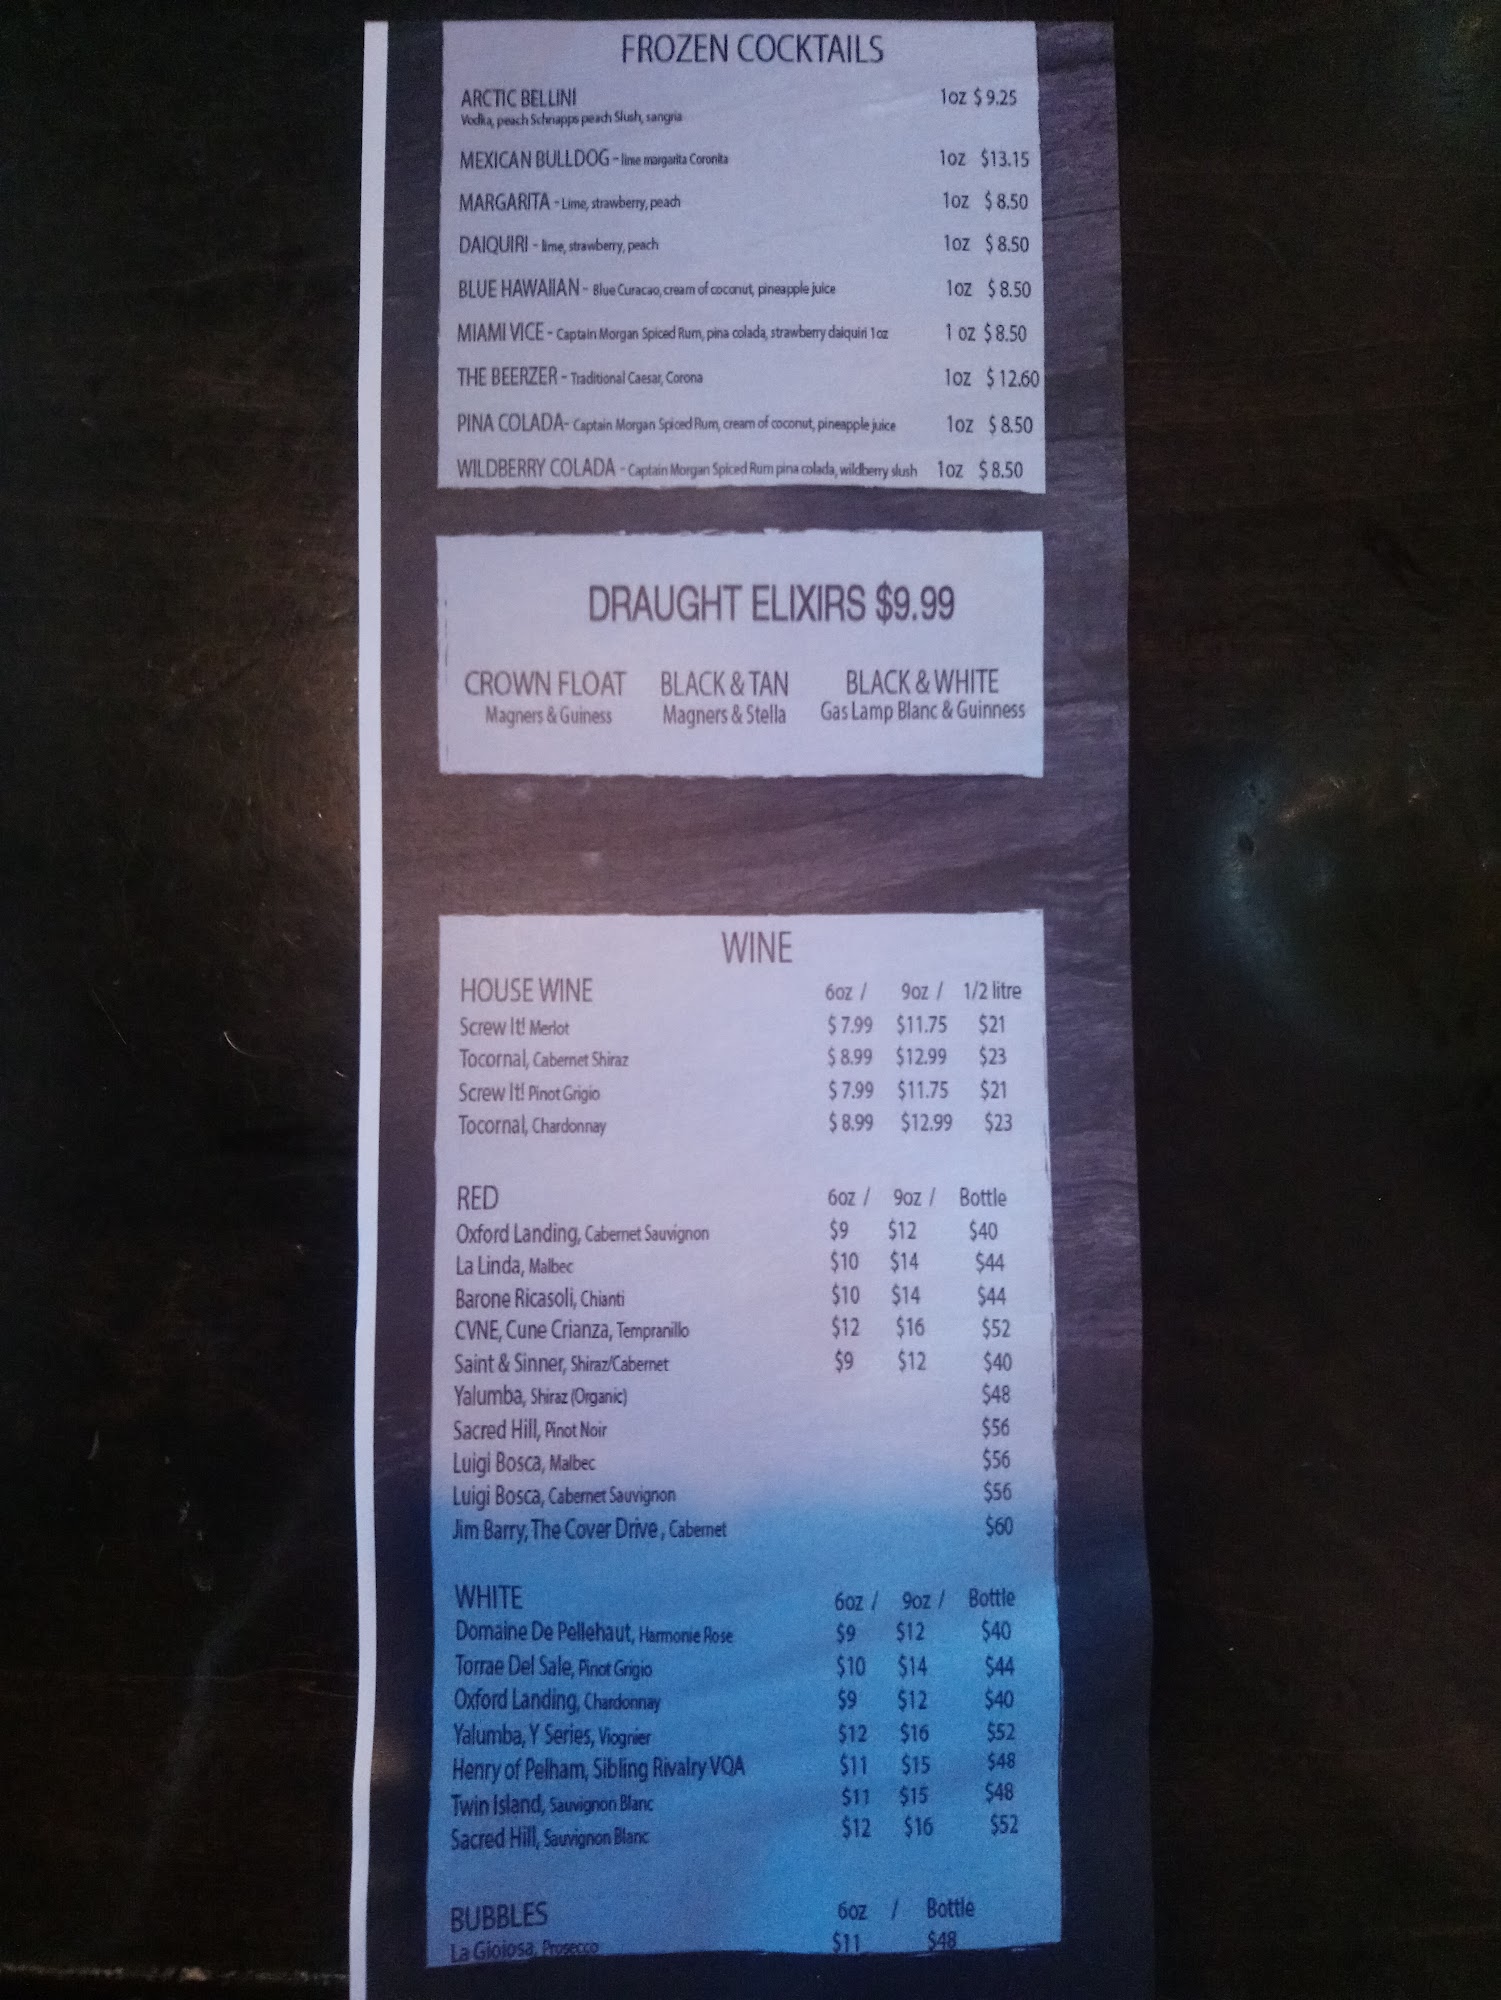 FROZEN COCKTAILS
ARCTIC BELLINI 1oz $ 9.25
Vodka, peach Schnapps peach Slush, sangria
MEXICAN BULLDOG - lime margarita Coronita 1oz $13.15
MARGARITA - Lime, strawberry, peach 1oz $ 8.50
DAIQUIRI - lime, strawberry, peach 1oz $ 8.50
BLUE HAWAIIAN - Blue Curacao, cream of coconut, pineapple juice 1oz $ 8.50
MIAMI VICE - Captain Morgan Spiced Rum, pina colada, strawberry daiquiri 1oz 1 oz $ 8.50
THE BEERZER - Traditional Caesar, Corona 1oz $ 12.60
PINA COLADA- Captain Morgan Spiced Rum, cream of coconut, pineapple juice 1oz $ 8.50
WILDBERRY COLADA - Captain Morgan Spiced Rum pina colada, wildberry slush 1oz $ 8.50
DRAUGHT ELIXIRS $9.99
CROWN FLOAT BLACK & TAN BLACK & WHITE
Magners & Guiness Magners & Stella Gas Lamp Blanc & Guinness
WINE
HOUSE WINE 6oz / 9oz / 1/2 litre
Screw It! Merlot $ 7.99 $11.75 $21
Tocornal, Cabernet Shiraz $ 8.99 $12.99 $23
Screw It! Pinot Grigio $ 7.99 $11.75 $21
Tocornal, Chardonnay $ 8.99 $12.99 $23
RED 6oz / 9oz / Bottle
Oxford Landing, Cabernet Sauvignon $9 $12 $40
La Linda, Malbec $10 $14 $44
Barone Ricasoli, Chianti $10 $14 $44
CVNE, Cune Crianza, Tempranillo $12 $16 $52
Saint & Sinner, Shiraz/Cabernet $9 $12 $40
Yalumba, Shiraz (Organic) $48
Sacred Hill, Pinot Noir $56
Luigi Bosca, Malbec $56
Luigi Bosca, Cabernet Sauvignon $56
Jim Barry, The Cover Drive , Cabernet $60
WHITE 6oz / 9oz / Bottle
Domaine De Pellehaut, Harmonie Rose $9 $12 $40
Torrae Del Sale, Pinot Grigio $10 $14 $44
Oxford Landing, Chardonnay $9 $12 $40
Yalumba, Y Series, Viognier $12 $16 $52
Henry of Pelham, Sibling Rivalry VQA $11 $15 $48
Twin Island, Sauvignon Blanc $11 $15 $48
Sacred Hill, Sauvignon Blanc $12 $16 $52
BUBBLES 6oz / Bottle
La Gioiosa, Prosecco $11 $48